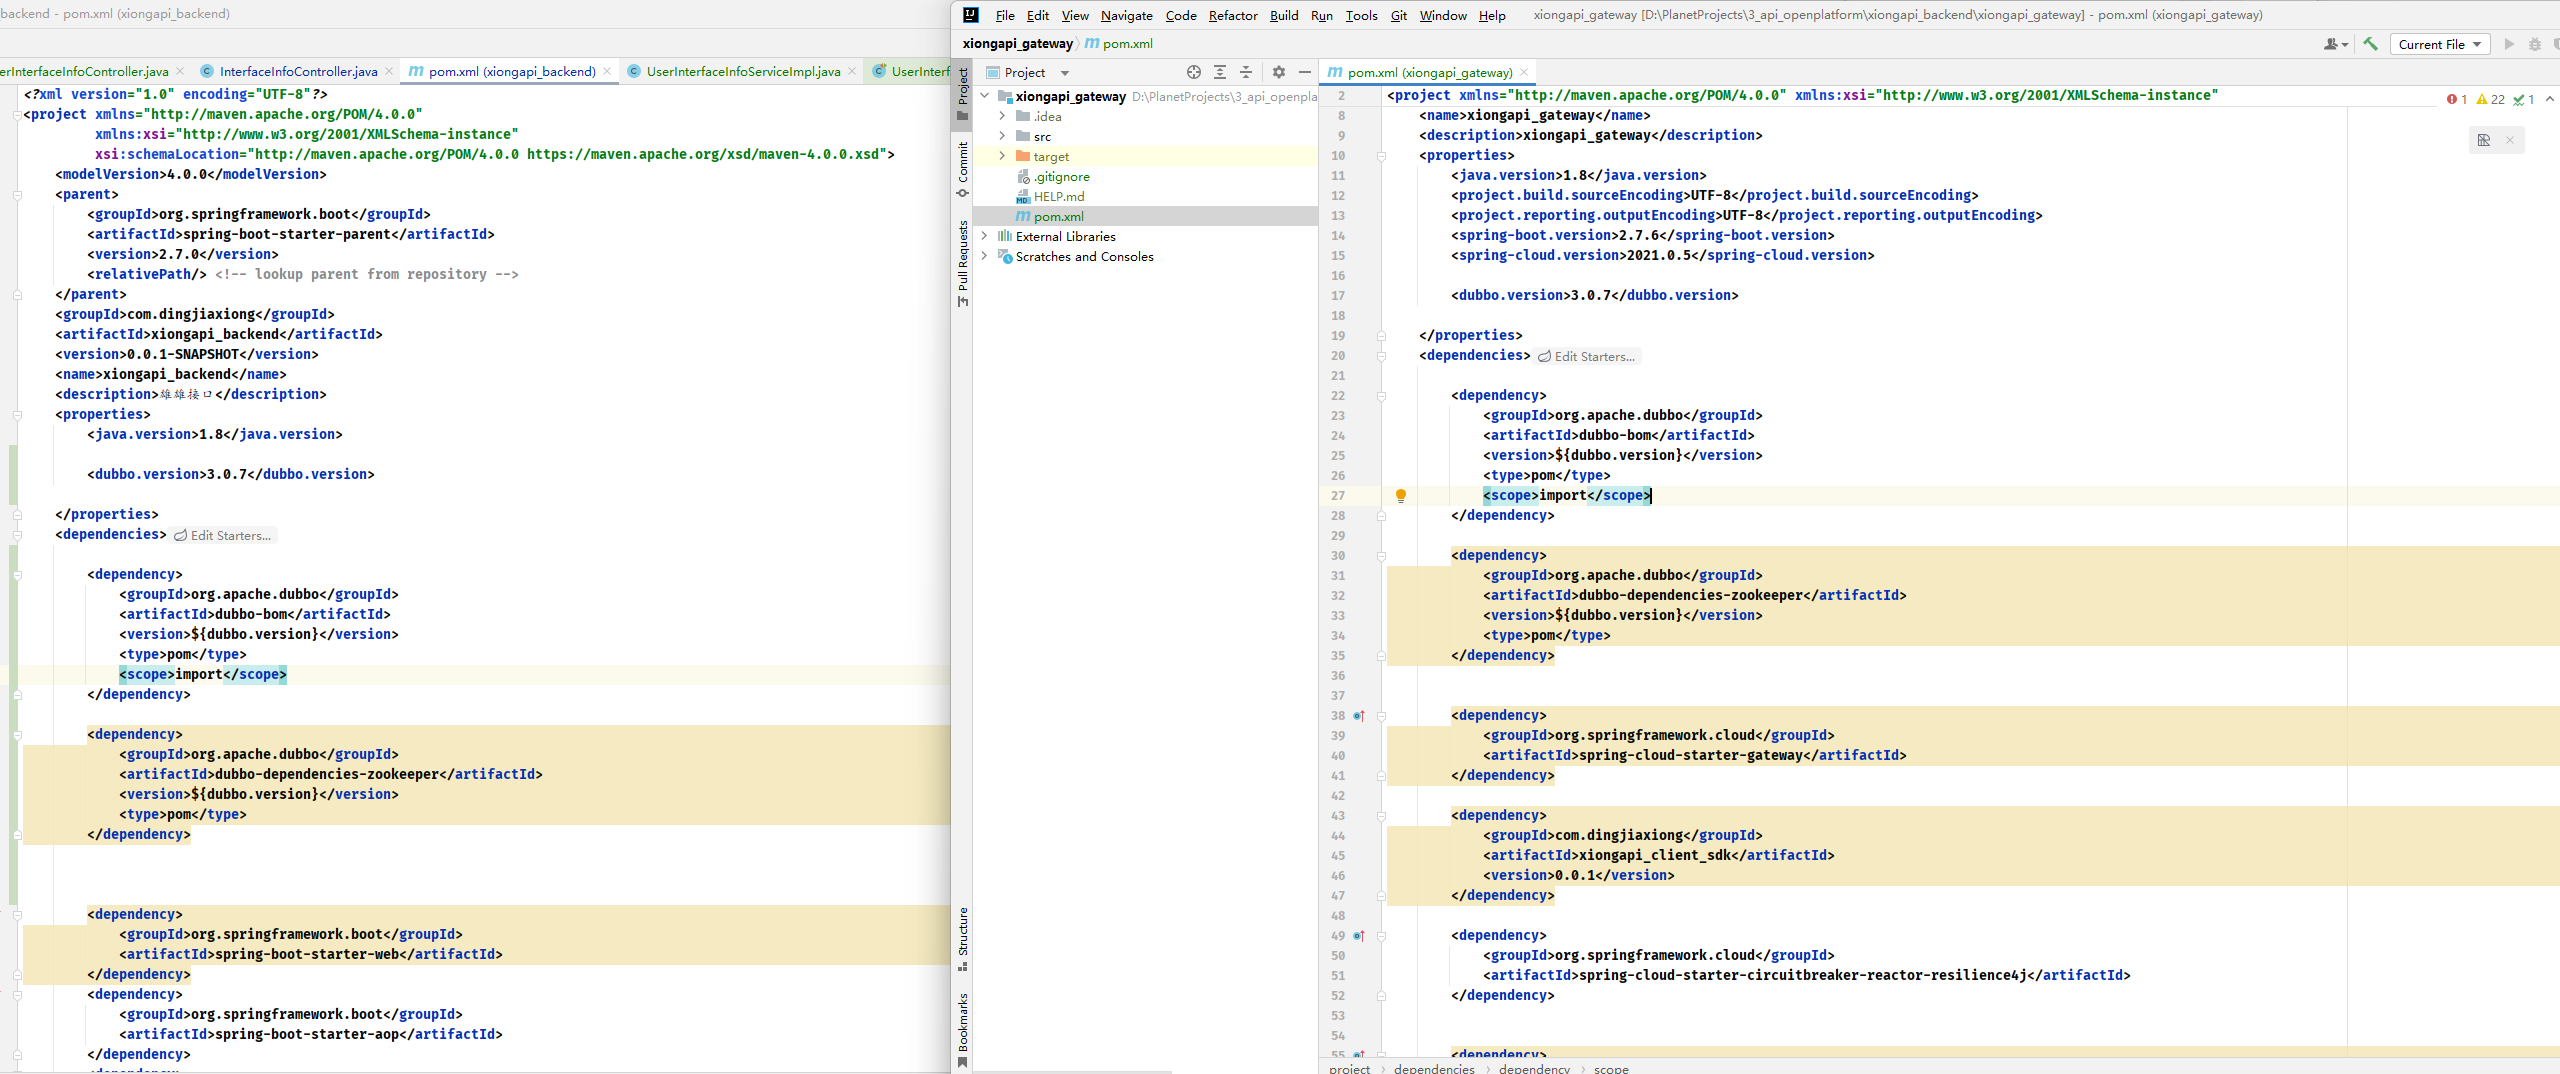 backend - pom.xml (xiongapi_backend)
erInterfaceInfoController.java
InterfaceInfoController.java
pom.xml (xiongapi_backend)
UserInterfaceInfoServiceImpl.java
UserInterf
<?xml version="1.0" encoding="UTF-8"?>
<project xmlns="http://maven.apache.org/POM/4.0.0"
xmlns:xsi="http://www.w3.org/2001/XMLSchema-instance"
xsi:schemaLocation="http://maven.apache.org/POM/4.0.0 https://maven.apache.org/xsd/maven-4.0.0.xsd">
<modelVersion>4.0.0</modelVersion>
<parent>
<groupId>org.springframework.boot</groupId>
<artifactId>spring-boot-starter-parent</artifactId>
<version>2.7.0</version>
<relativePath/> <!-- lookup parent from repository -->
</parent>
<groupId>com.dingjiaxiong</groupId>
<artifactId>xiongapi_backend</artifactId>
<version>0.0.1-SNAPSHOT</version>
<name>xiongapi_backend</name>
<description>雄雄接口</description>
<properties>
<java.version>1.8</java.version>
<dubbo.version>3.0.7</dubbo.version>
</properties>
<dependencies> Edit Starters...
<dependency>
<groupId>org.apache.dubbo</groupId>
<artifactId>dubbo-bom</artifactId>
<version>${dubbo.version}</version>
<type>pom</type>
<scope>import</scope>
</dependency>
<dependency>
<groupId>org.apache.dubbo</groupId>
<artifactId>dubbo-dependencies-zookeeper</artifactId>
<version>${dubbo.version}</version>
<type>pom</type>
</dependency>
<dependency>
<groupId>org.springframework.boot</groupId>
<artifactId>spring-boot-starter-web</artifactId>
</dependency>
<dependency>
<groupId>org.springframework.boot</groupId>
<artifactId>spring-boot-starter-aop</artifactId>
</dependency>
File Edit View Navigate Code Refactor Build Run Tools Git Window Help xiongapi_gateway [D:\PlanetProjects\3_api_openplatform\xiongapi_backend\xiongapi_gateway] - pom.xml (xiongapi_gateway)
xiongapi_gateway pom.xml
Current File
Project
Commit
Pull Requests
Structure
Bookmarks
Project
xiongapi_gateway D:\PlanetProjects\3_api_openpla
.idea
src
target
.gitignore
HELP.md
pom.xml
External Libraries
Scratches and Consoles
pom.xml (xiongapi_gateway)
1 22 1
2 <project xmlns="http://maven.apache.org/POM/4.0.0" xmlns:xsi="http://www.w3.org/2001/XMLSchema-instance"
8 <name>xiongapi_gateway</name>
9 <description>xiongapi_gateway</description>
10 <properties>
11 <java.version>1.8</java.version>
12 <project.build.sourceEncoding>UTF-8</project.build.sourceEncoding>
13 <project.reporting.outputEncoding>UTF-8</project.reporting.outputEncoding>
14 <spring-boot.version>2.7.6</spring-boot.version>
15 <spring-cloud.version>2021.0.5</spring-cloud.version>
16
17 <dubbo.version>3.0.7</dubbo.version>
18
19 </properties>
20 <dependencies> Edit Starters...
21
22 <dependency>
23 <groupId>org.apache.dubbo</groupId>
24 <artifactId>dubbo-bom</artifactId>
25 <version>${dubbo.version}</version>
26 <type>pom</type>
27 <scope>import</scope>
28 </dependency>
29
30 <dependency>
31 <groupId>org.apache.dubbo</groupId>
32 <artifactId>dubbo-dependencies-zookeeper</artifactId>
33 <version>${dubbo.version}</version>
34 <type>pom</type>
35 </dependency>
36
37
38 <dependency>
39 <groupId>org.springframework.cloud</groupId>
40 <artifactId>spring-cloud-starter-gateway</artifactId>
41 </dependency>
42
43 <dependency>
44 <groupId>com.dingjiaxiong</groupId>
45 <artifactId>xiongapi_client_sdk</artifactId>
46 <version>0.0.1</version>
47 </dependency>
48
49 <dependency>
50 <groupId>org.springframework.cloud</groupId>
51 <artifactId>spring-cloud-starter-circuitbreaker-reactor-resilience4j</artifactId>
52 </dependency>
53
54
55 <dependency>
project dependencies dependency scope